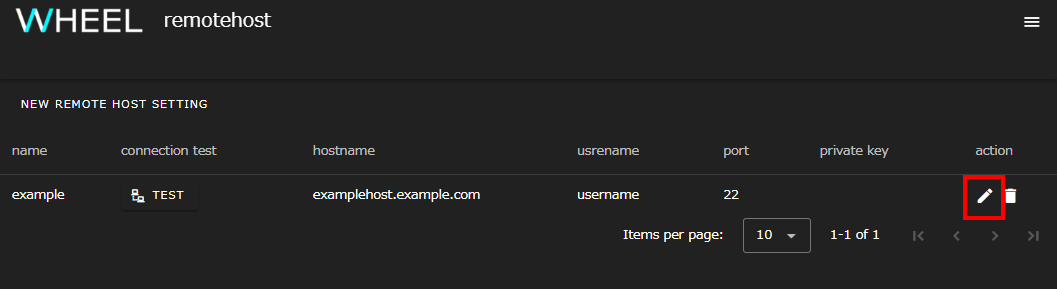 WHEEL remotehost
NEW REMOTE HOST SETTING
name connection test hostname usrename port private key action
example TEST examplehost.example.com username 22
Items per page: 10 1-1 of 1